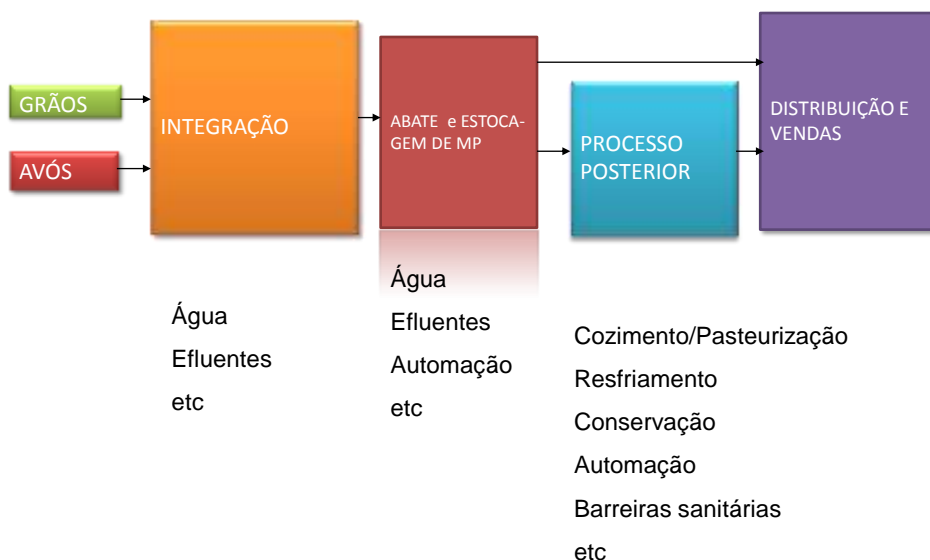 GRÃOS
AVÓS
INTEGRAÇÃO
ABATE e ESTOCA-
GEM DE MP
PROCESSO
POSTERIOR
DISTRIBUIÇÃO E
VENDAS
Água
Efluentes
etc
Água
Efluentes
Automação
etc
Cozimento/Pasteurização
Resfriamento
Conservação
Automação
Barreiras sanitárias
etc